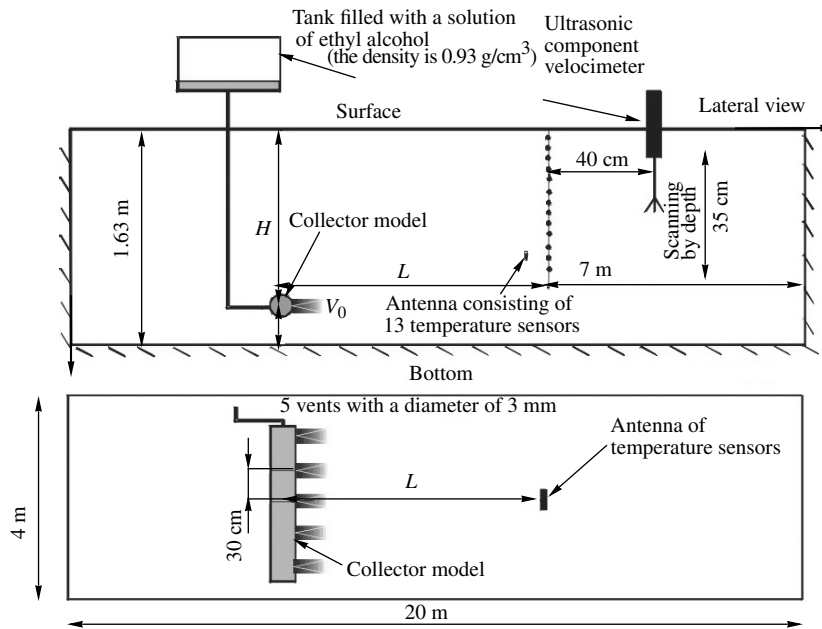 Tank filled with a solution
of ethyl alcohol
(the density is 0.93 g/cm³)
Ultrasonic
component
velocimeter
Surface
Lateral view
40 cm
1.63 m
H
Collector model
Scanning
by depth
35 cm
L
7 m
V₀
Antenna consisting of
13 temperature sensors
Bottom
5 vents with a diameter of 3 mm
Antenna of
temperature sensors
L
4 m
30 cm
Collector model
20 m